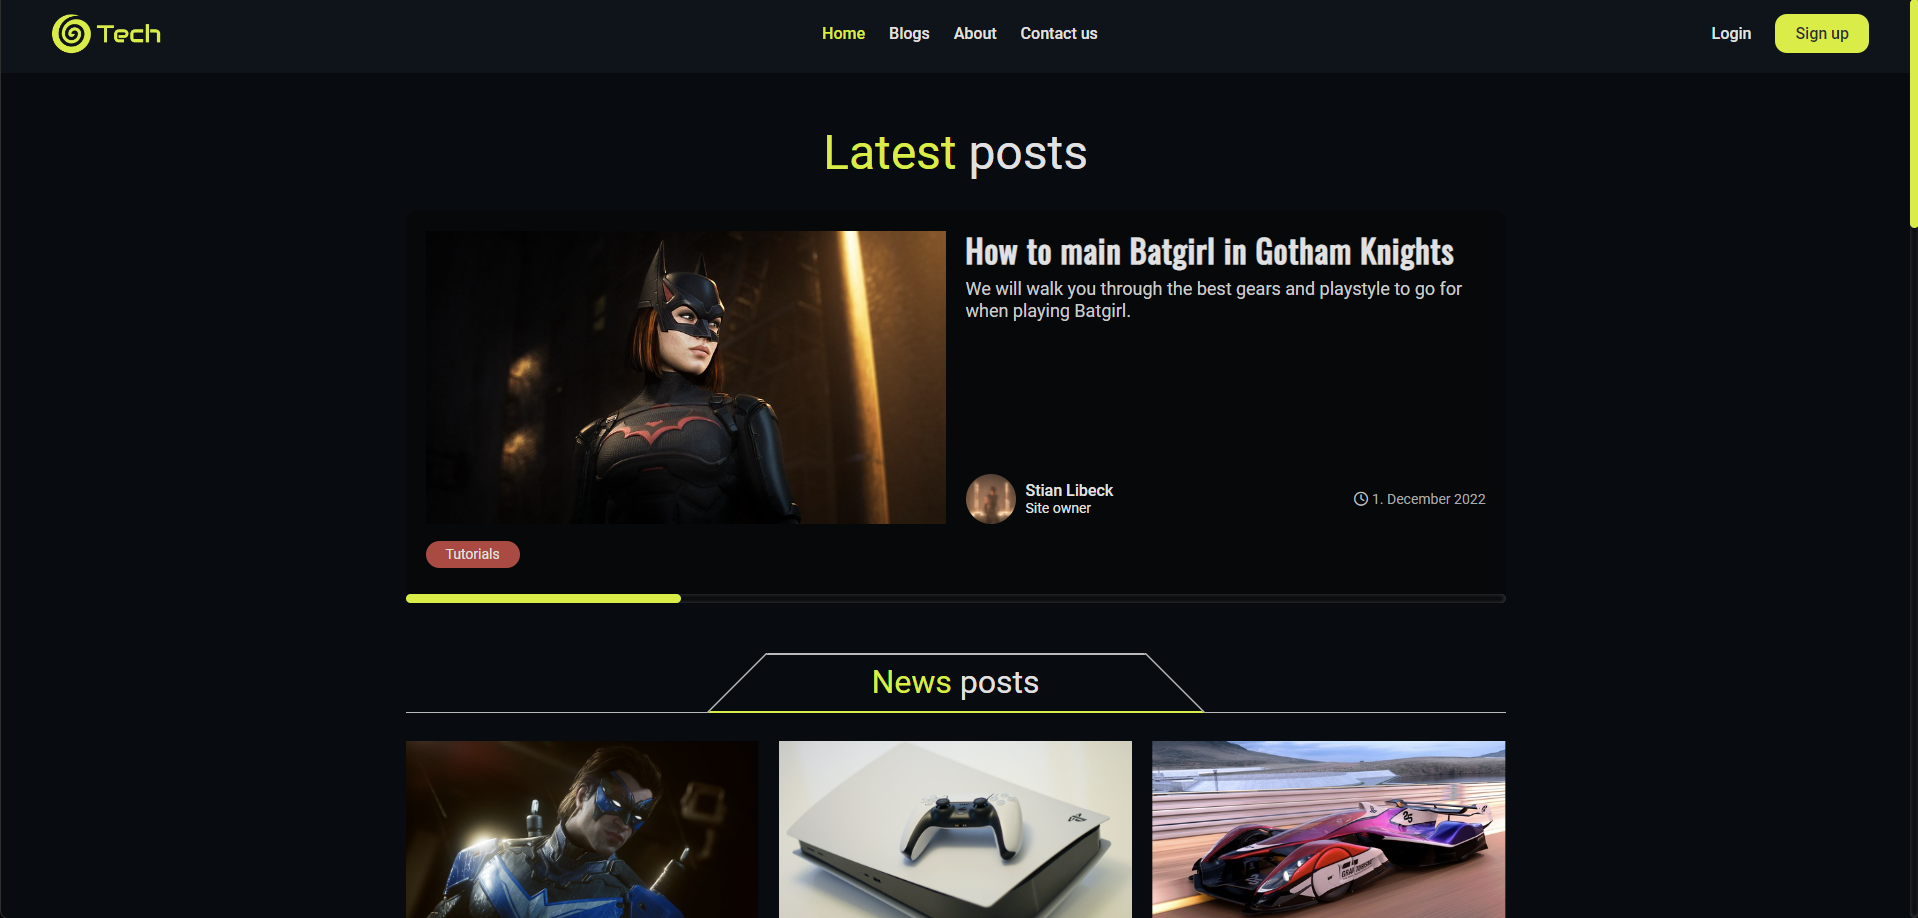 Tech
Home
Blogs
About
Contact us
Login
Sign up
Latest posts
How to main Batgirl in Gotham Knights
We will walk you through the best gears and playstyle to go for
when playing Batgirl.
Stian Libeck
Site owner
1. December 2022
Tutorials
News posts
25